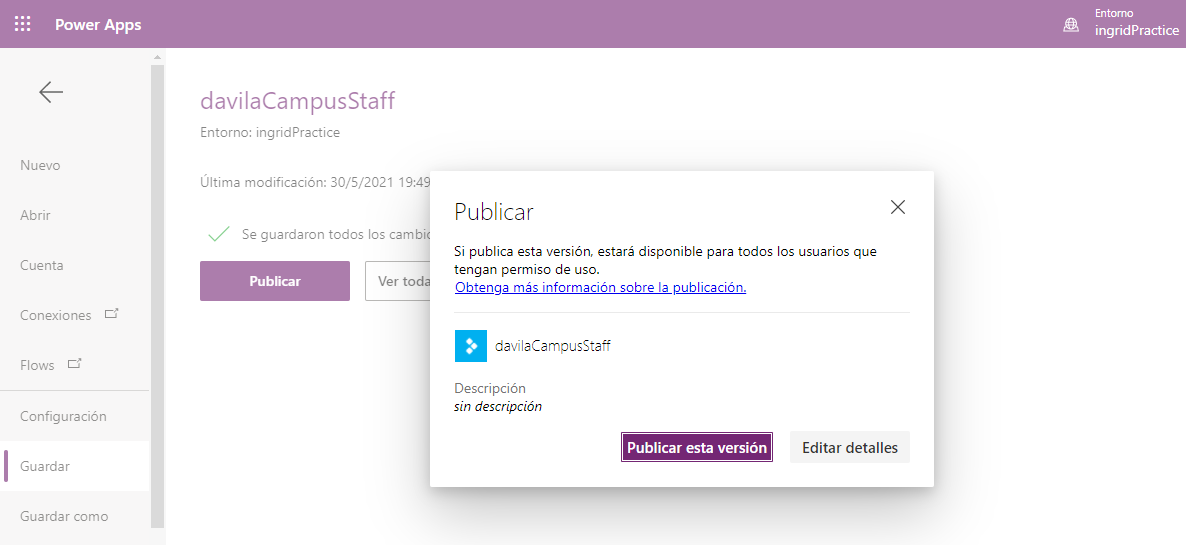 Power Apps
Entorno
ingridPractice
Nuevo
Abrir
Cuenta
Conexiones
Flows
Configuración
Guardar
Guardar como
davilaCampusStaff
Entorno: ingridPractice
Última modificación: 30/5/2021 19:49
Se guardaron todos los cambio
Publicar
Ver toda
Publicar
Si publica esta versión, estará disponible para todos los usuarios que
tengan permiso de uso.
Obtenga más información sobre la publicación.
davilaCampusStaff
Descripción
sin descripción
Publicar esta versión
Editar detalles